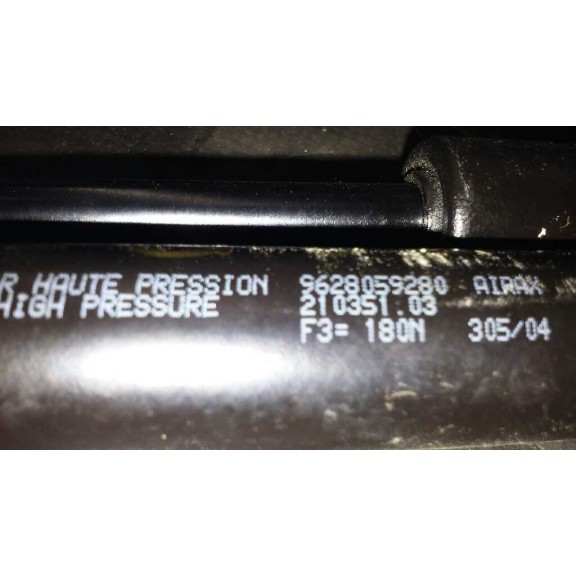 R HAUTE PRESSION 9628059280 AIRAX
HIGH PRESSURE 210351.03
F3= 180N 305/04